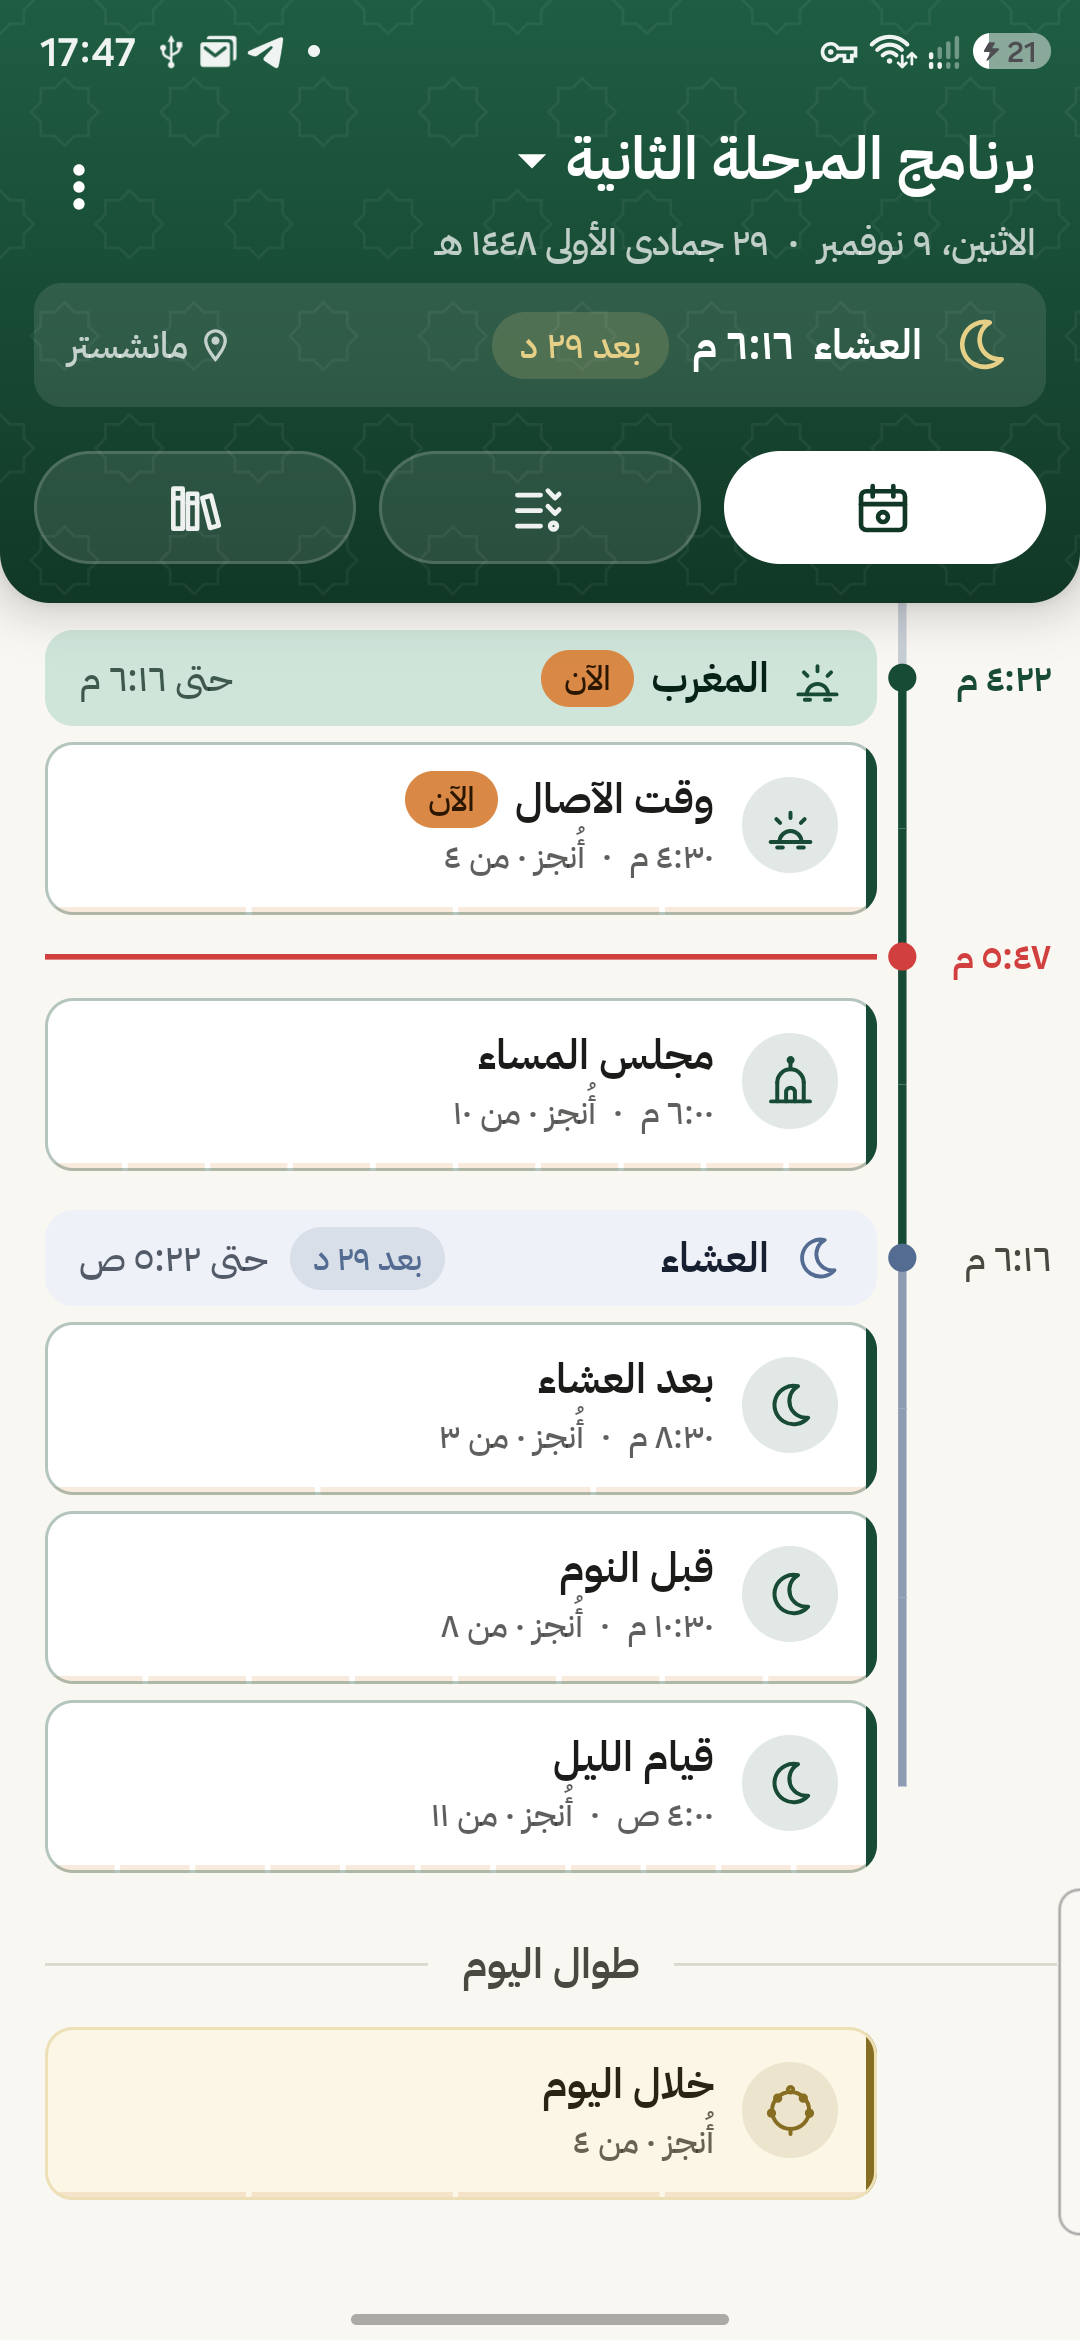 17:47
21
برنامج المرحلة الثانية
الاثنين، ٩ نوفمبر · ٢٩ جمادى الأولى ١٤٤٨ هـ
العشاء ٦:١٦ م بعد ٢٩ د مانشستر
٤:٢٢ م المغرب الآن حتى ٦:١٦ م
وقت الآصال الآن
٤:٣٠ م · أُنجز ٠ من ٤
٥:٤٧ م
مجلس المساء
٦:٠٠ م · أُنجز ٠ من ١٠
٦:١٦ م العشاء بعد ٢٩ د حتى ٥:٢٢ ص
بعد العشاء
٨:٣٠ م · أُنجز ٠ من ٣
قبل النوم
١٠:٣٠ م · أُنجز ٠ من ٨
قيام الليل
٤:٠٠ ص · أُنجز ٠ من ١١
طوال اليوم
خلال اليوم
أُنجز ٠ من ٤